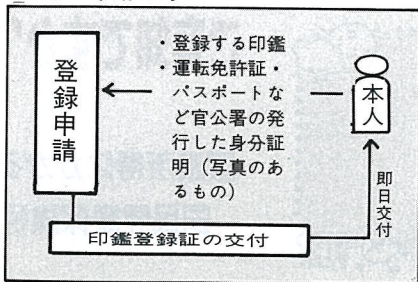 登録申請
・登録する印鑑
・運転免許証・
パスポートな
ど官公署の発
行した身分証
明（写真のあ
るもの）
本人
即日交付
印鑑登録証の交付